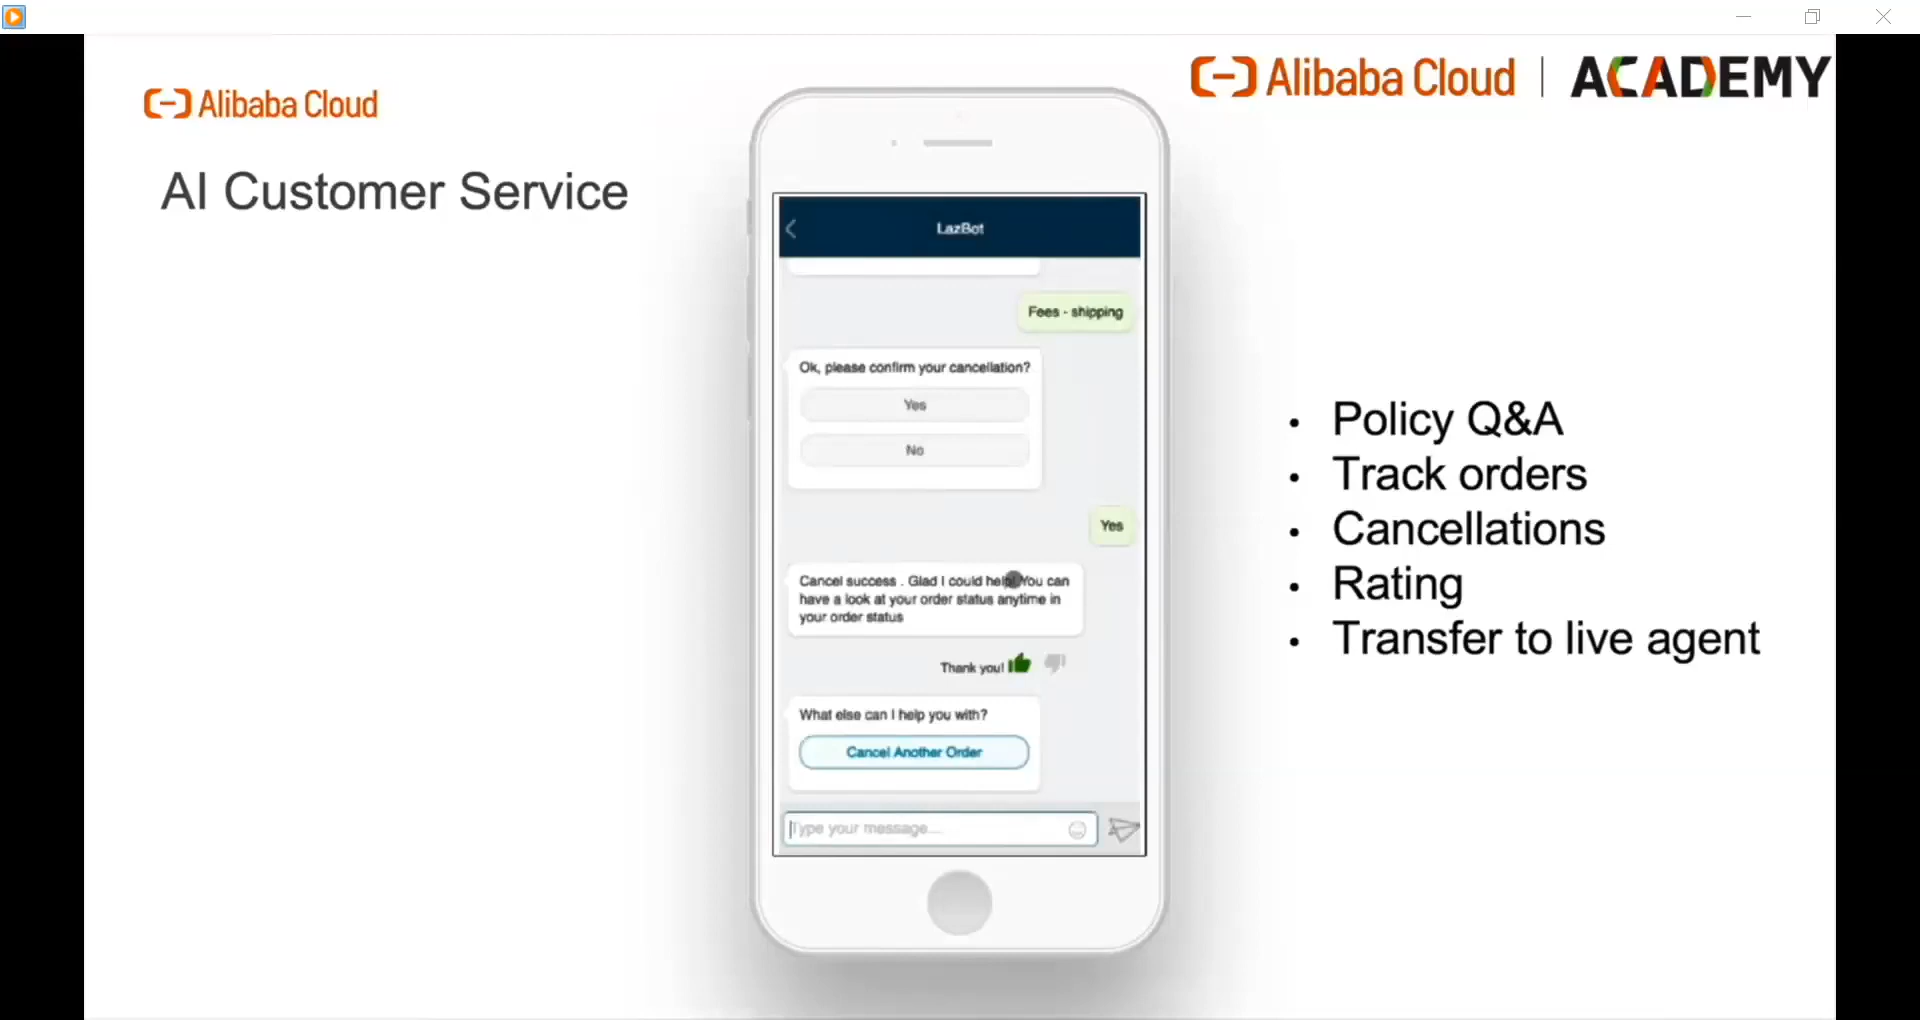 Alibaba Cloud | ACADEMY
Alibaba Cloud
AI Customer Service
LazBot
Fees - shipping
Ok, please confirm your cancellation?
Yes
No
Yes
Cancel success . Glad I could help! You can
have a look at your order status anytime in
your order status
Thank you!
What else can I help you with?
Cancel Another Order
Type your message...
• Policy Q&A
• Track orders
• Cancellations
• Rating
• Transfer to live agent